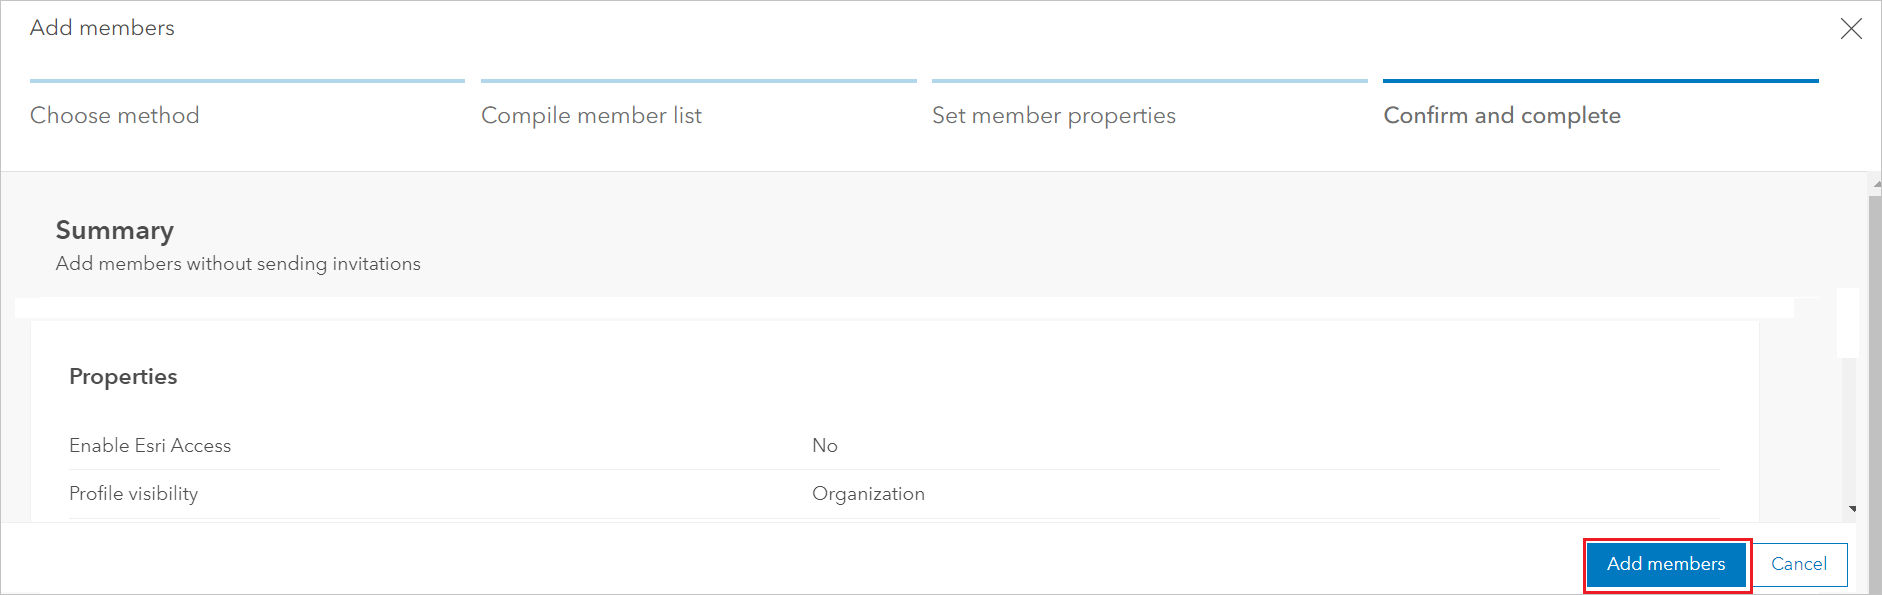 Add members
Choose method
Compile member list
Set member properties
Confirm and complete
Summary
Add members without sending invitations
Properties
Enable Esri Access No
Profile visibility Organization
Add members Cancel